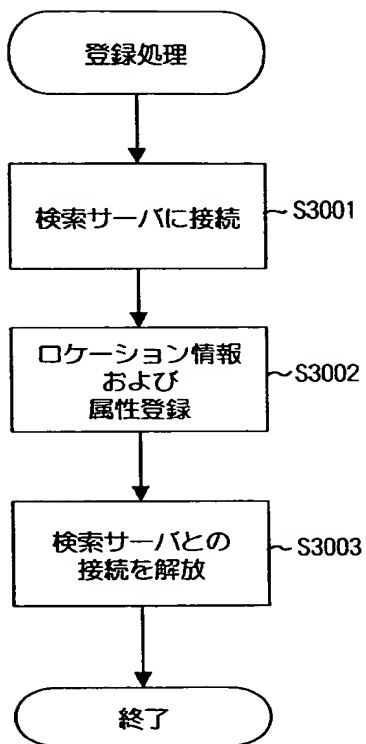 登録処理
検索サーバに接続
S3001
ロケーション情報
および
属性登録
S3002
検索サーバとの
接続を解放
S3003
終了